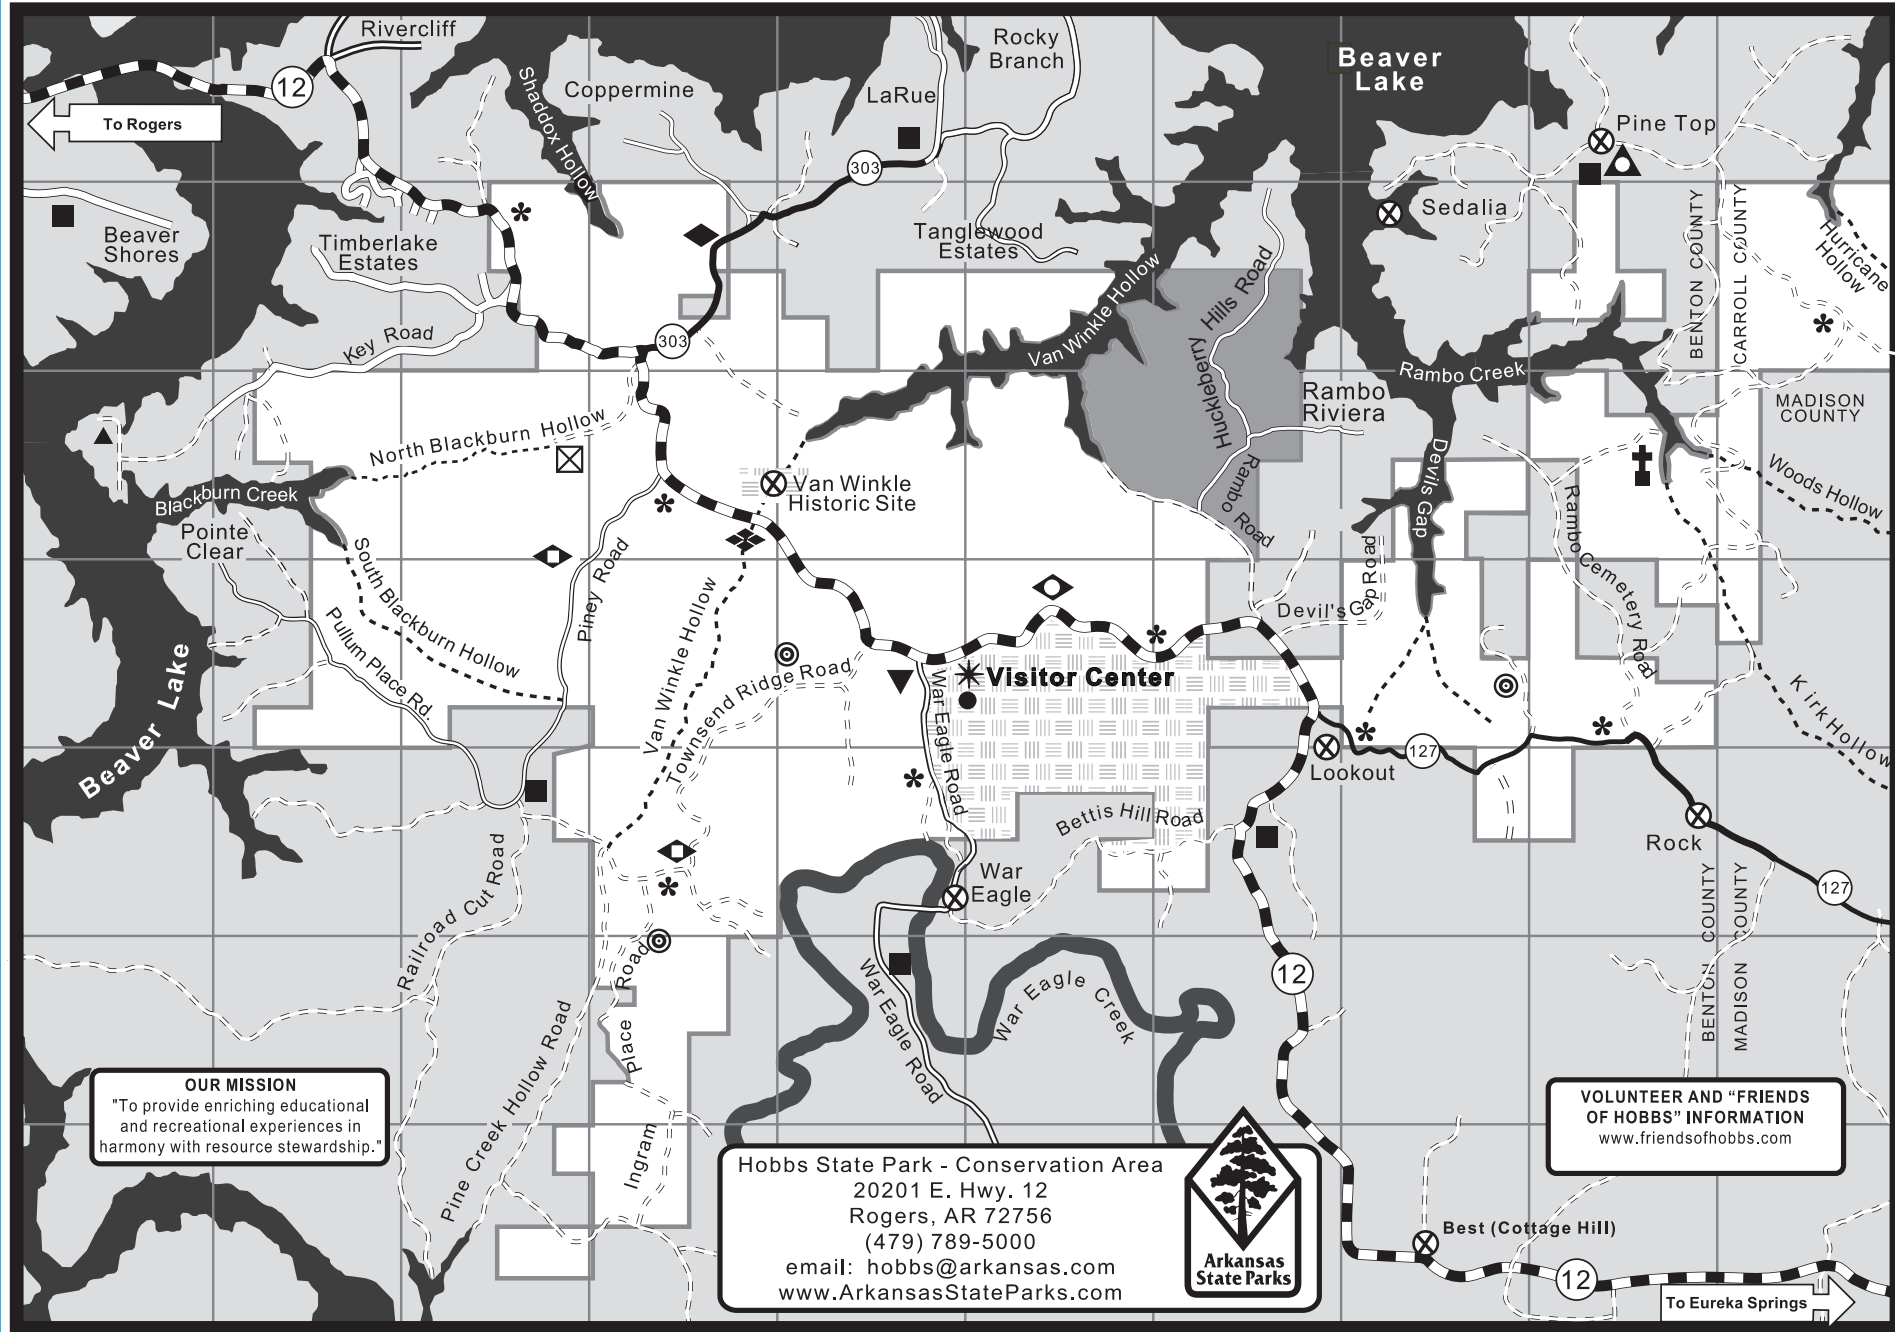 Rivercliff
12
To Rogers
Shaddox Hollow
Coppermine
LaRue
Rocky
Branch
303
Beaver
Lake
Pine Top
Sedalia
BENTON COUNTY
CARROLL COUNTY
Hurricane
Hollow
Beaver
Shores
Timberlake
Estates
Tanglewood
Estates
Van Winkle Hollow
Huckleberry Hills Road
Key Road
303
Rambo Creek
Rambo
Riviera
MADISON
COUNTY
North Blackburn Hollow
Blackburn Creek
Pointe
Clear
Van Winkle
Historic Site
Rambo Road
Devils Gap
Woods Hollow
South Blackburn Hollow
Piney Road
Van Winkle Hollow
Devil's Gap Road
Rambo Cemetery Road
Pullum Place Rd.
Townsend Ridge Road
Visitor Center
War Eagle Road
Kirk Hollow
Beaver Lake
127
Lookout
Bettis Hill Road
Rock
War
Eagle
127
Railroad Cut Road
BENTON COUNTY
MADISON COUNTY
12
War Eagle Creek
War Eagle Road
Pine Creek Hollow Road
Ingram Place Road
OUR MISSION
"To provide enriching educational
and recreational experiences in
harmony with resource stewardship."
VOLUNTEER AND “FRIENDS
OF HOBBS” INFORMATION
www.friendsofhobbs.com
Hobbs State Park - Conservation Area
20201 E. Hwy. 12
Rogers, AR 72756
(479) 789-5000
email: hobbs@arkansas.com
www.ArkansasStateParks.com
Arkansas
State Parks
Best (Cottage Hill)
12
To Eureka Springs